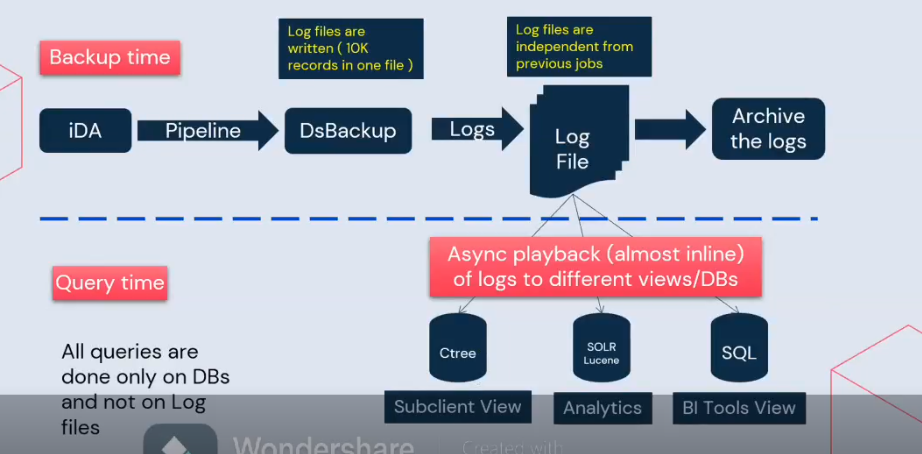 Log files are
written ( 10K
records in one file )
Log files are
independent from
previous jobs
Backup time
iDA
Pipeline
DsBackup
Logs
Log
File
Archive
the logs
Async playback (almost inline)
of logs to different views/DBs
Query time
All queries are
done only on DBs
and not on Log
files
Ctree
SOLR
Lucene
SQL
Subclient View
Analytics
BI Tools View
Wondershare
Created with